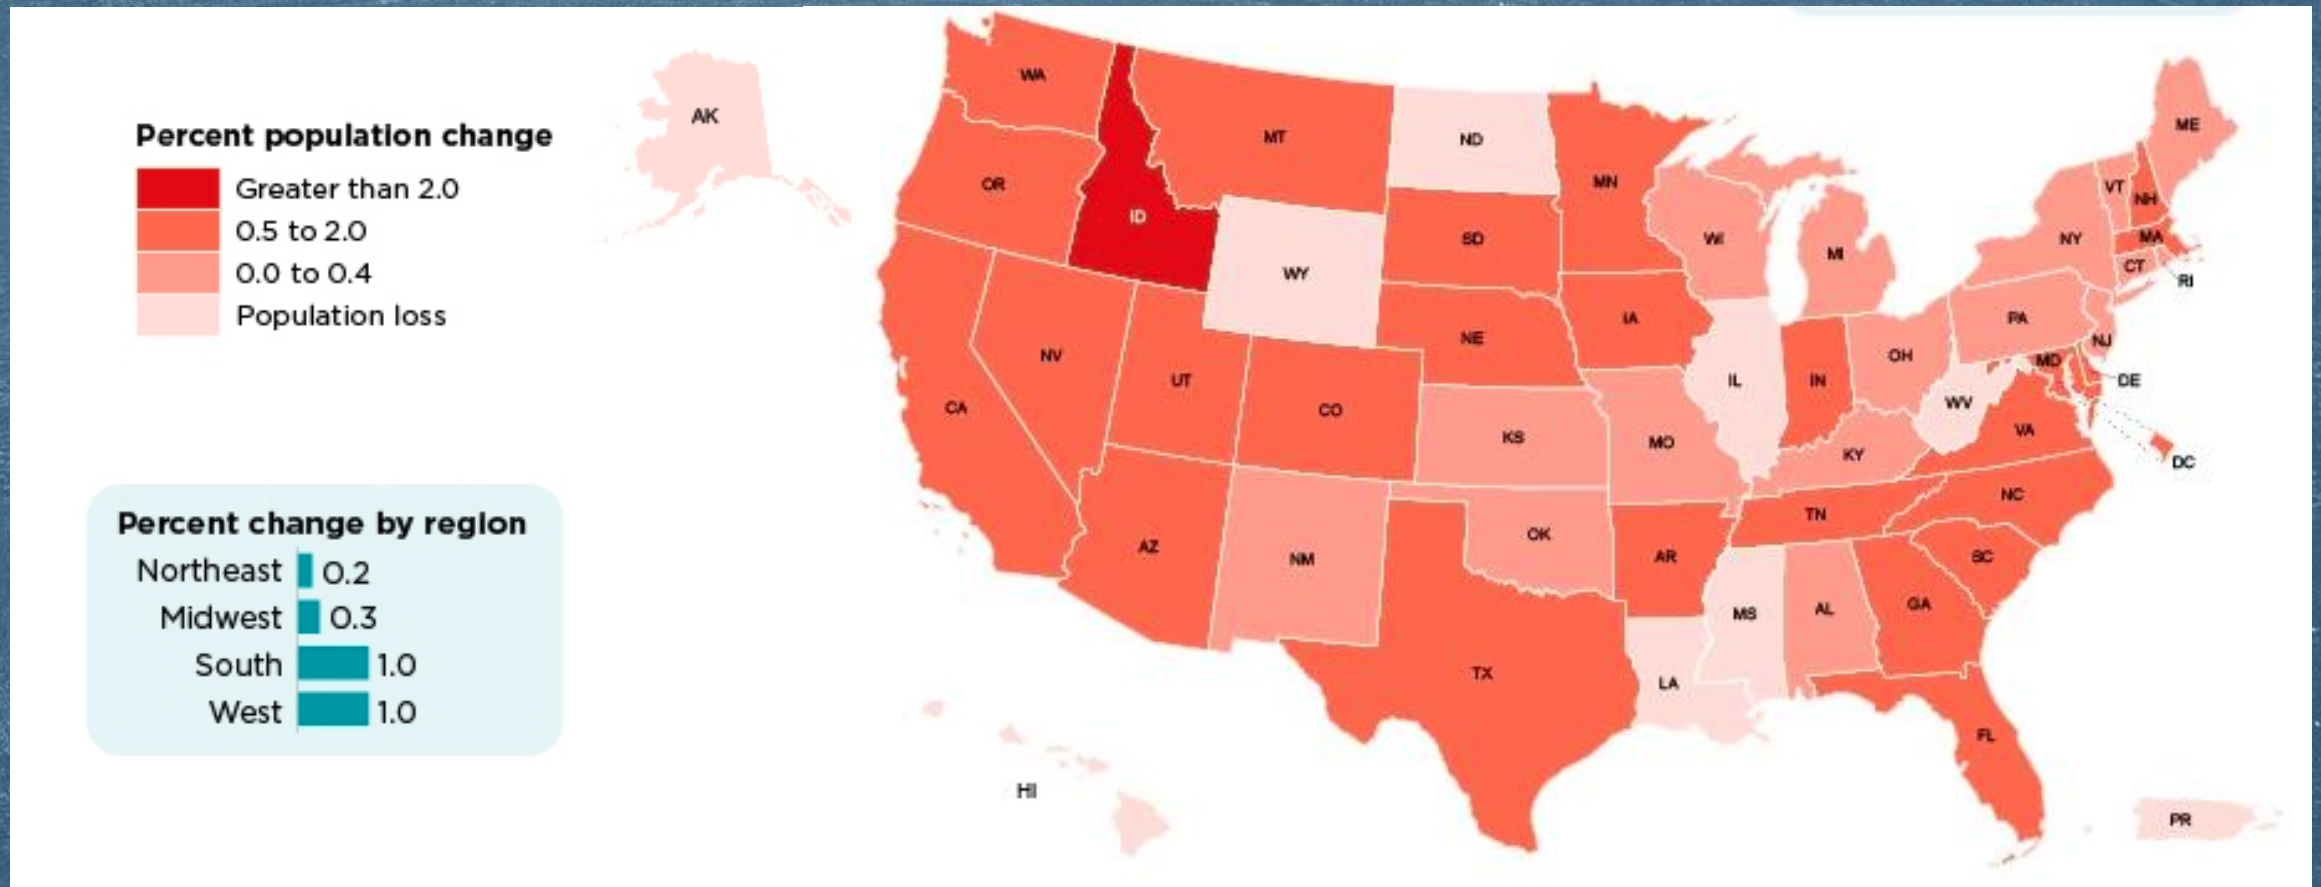 Percent population change
Greater than 2.0
0.5 to 2.0
0.0 to 0.4
Population loss
Percent change by region
Northeast 0.2
Midwest 0.3
South 1.0
West 1.0
AK
WA
OR
ID
MT
ND
MN
WY
SD
WI
MI
ME
VT
NH
NY
MA
CT
RI
CA
NV
UT
CO
NE
IA
IL
IN
OH
PA
NJ
MD
DE
WV
VA
DC
KS
MO
KY
AZ
NM
OK
AR
TN
NC
SC
TX
LA
MS
AL
GA
FL
HI
PR